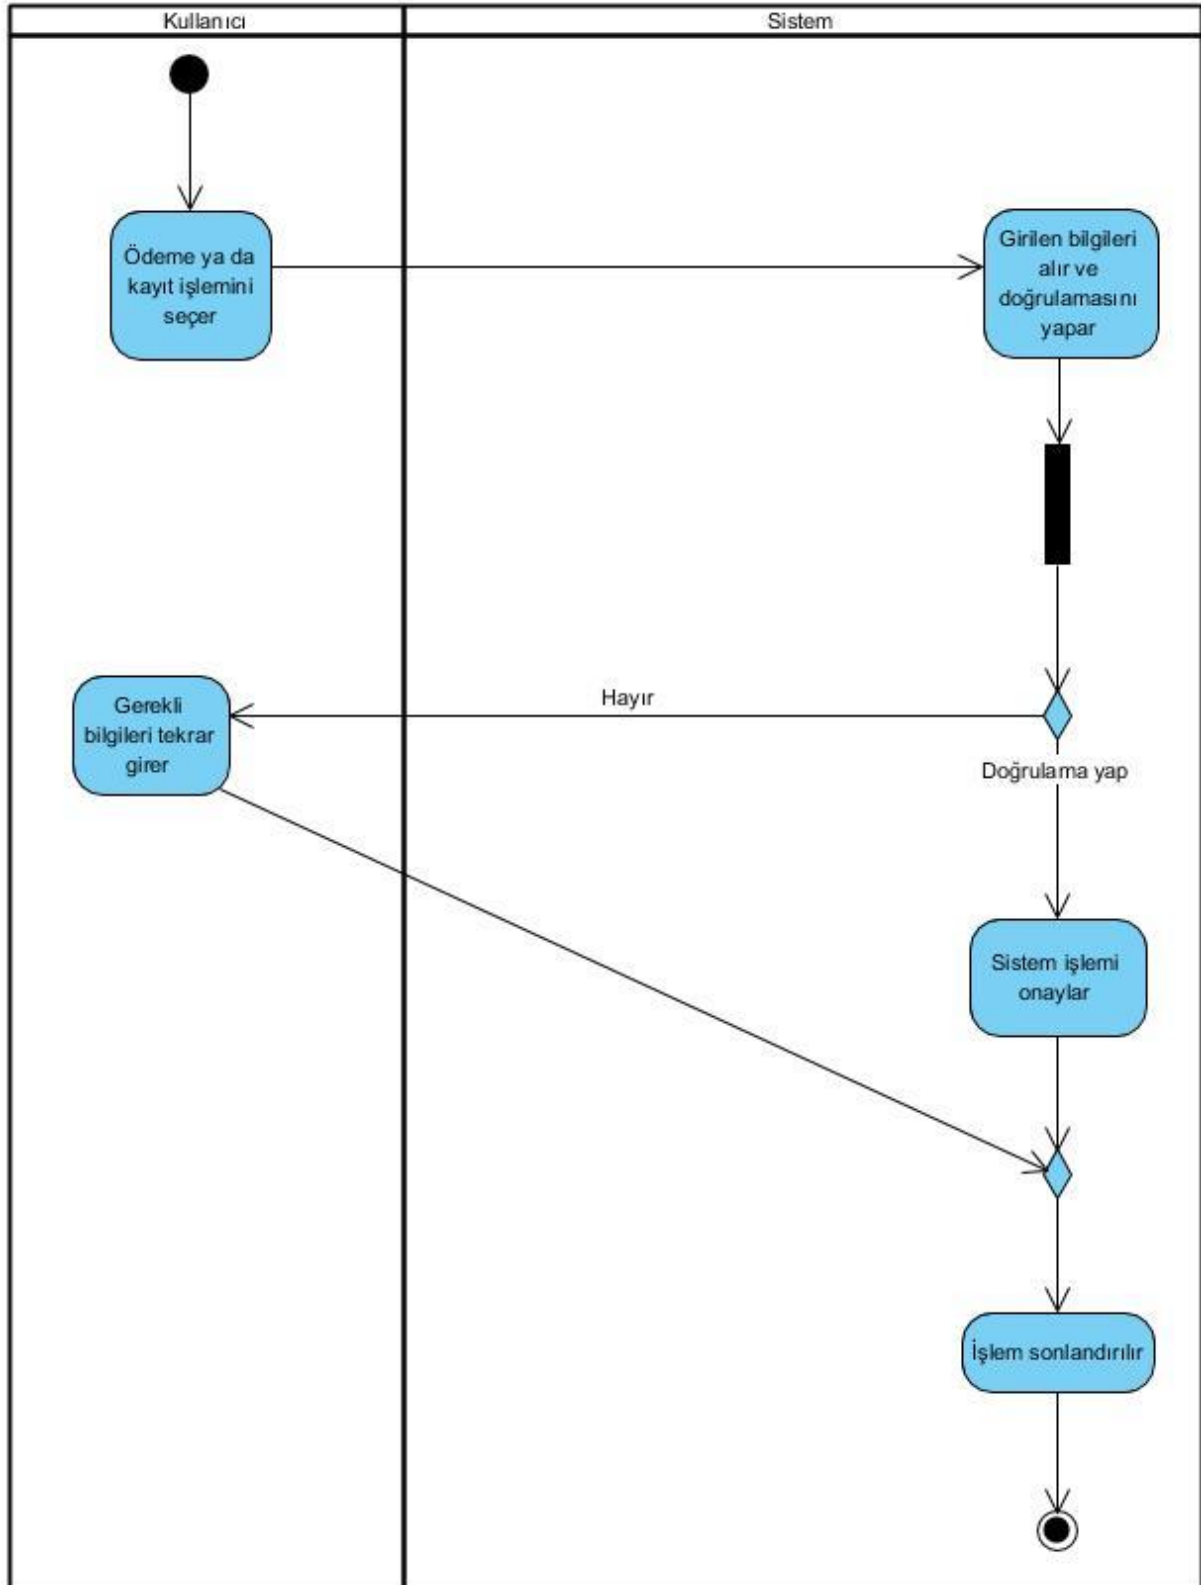 Kullanıcı
Sistem
Ödeme ya da
kayıt işlemini
seçer
Girilen bilgileri
alır ve
doğrulamasını
yapar
Hayır
Gerekli
bilgileri tekrar
girer
Doğrulama yap
Sistem işlemi
onaylar
İşlem sonlandırılır